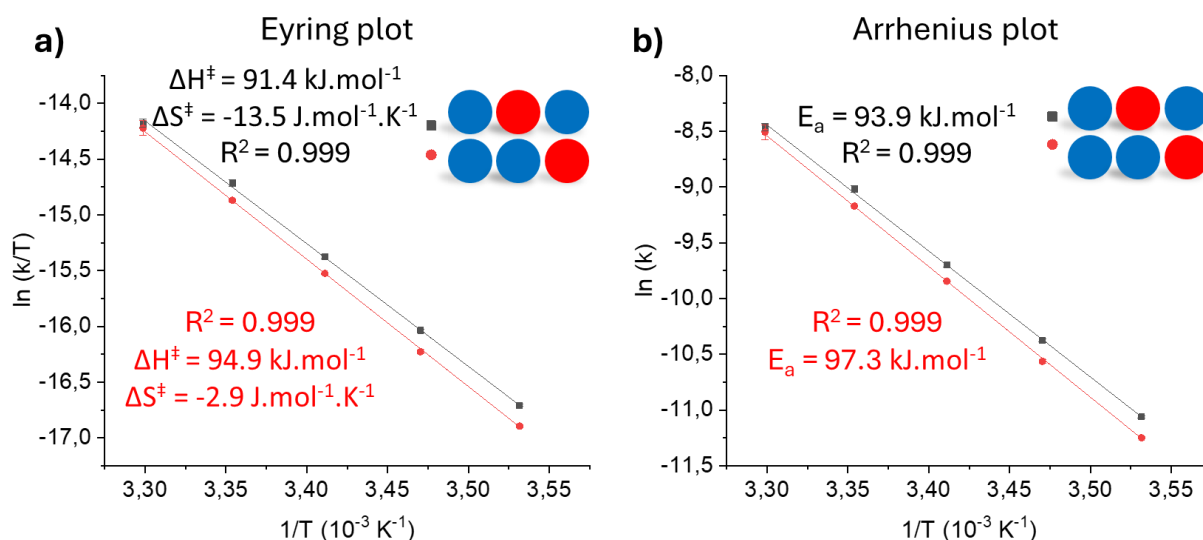 a)
Eyring plot
ΔH‡ = 91.4 kJ.mol-1
ΔS‡ = -13.5 J.mol-1.K-1
R2 = 0.999
R2 = 0.999
ΔH‡ = 94.9 kJ.mol-1
ΔS‡ = -2.9 J.mol-1.K-1
ln (k/T)
-14,0
-14,5
-15,0
-15,5
-16,0
-16,5
-17,0
3,30
3,35
3,40
3,45
3,50
3,55
1/T (10-3 K-1)
b)
Arrhenius plot
Ea = 93.9 kJ.mol-1
R2 = 0.999
R2 = 0.999
Ea = 97.3 kJ.mol-1
ln (k)
-8,0
-8,5
-9,0
-9,5
-10,0
-10,5
-11,0
-11,5
3,30
3,35
3,40
3,45
3,50
3,55
1/T (10-3 K-1)